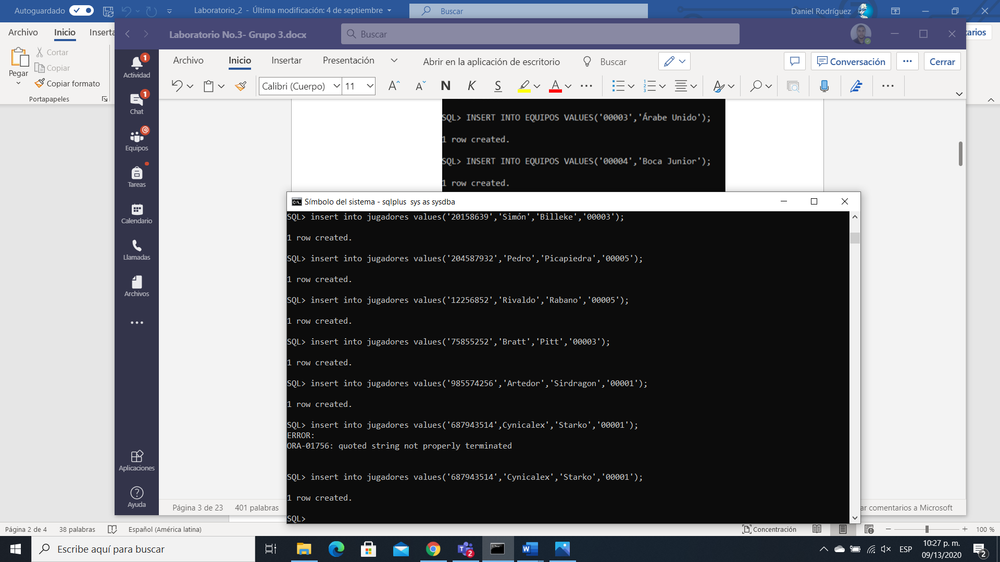 Autoguardado
Laboratorio_2 - Última modificación: 4 de septiembre
Buscar
Daniel Rodríguez
Archivo
Inicio
Inserta
arios
Laboratorio No.3- Grupo 3.docx
Buscar
Pegar
Cortar
Copiar
Copiar formato
Portapapeles
Archivo
Inicio
Insertar
Presentación
Abrir en la aplicación de escritorio
Buscar
Conversación
Cerrar
Calibri (Cuerpo)
11
N
K
S
1
Actividad
1
Chat
@
Equipos
Tareas
Calendario
Llamadas
Archivos
Aplicaciones
Ayuda
SQL> INSERT INTO EQUIPOS VALUES('00003','Árabe Unido');
1 row created.
SQL> INSERT INTO EQUIPOS VALUES('00004','Boca Junior');
1 row created.
Símbolo del sistema - sqlplus sys as sysdba
SQL> insert into jugadores values('20158639','Simón','Billeke','00003');
1 row created.
SQL> insert into jugadores values('204587932','Pedro','Picapiedra','00005');
1 row created.
SQL> insert into jugadores values('12256852','Rivaldo','Rabano','00005');
1 row created.
SQL> insert into jugadores values('75855252','Bratt','Pitt','00003');
1 row created.
SQL> insert into jugadores values('985574256','Artedor','Sirdragon','00001');
1 row created.
SQL> insert into jugadores values('687943514',Cynicalex','Starko','00001');
ERROR:
ORA-01756: quoted string not properly terminated
SQL> insert into jugadores values('687943514','Cynicalex','Starko','00001');
1 row created.
SQL>
Página 3 de 23
401 palabras
ar comentarios a Microsoft
Página 2 de 4
38 palabras
Español (América latina)
Concentración
100 %
Escribe aquí para buscar
2
ESP
10:27 p. m.
09/13/2020
2